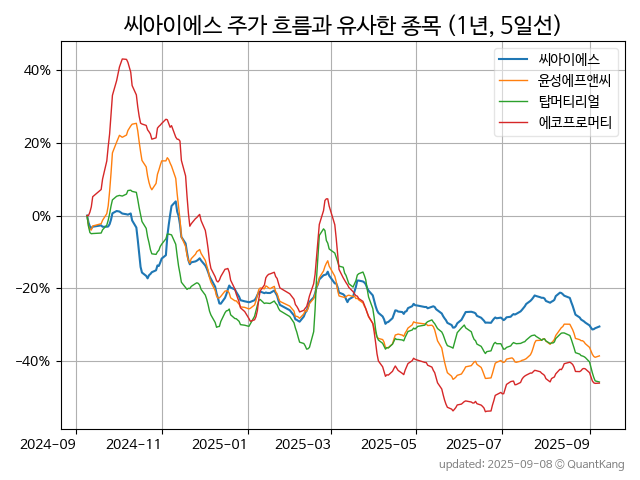 씨아이에스 주가 흐름과 유사한 종목 (1년, 5일선)
씨아이에스
윤성에프앤씨
탑머티리얼
에코프로머티
40%
20%
0%
−20%
−40%
2024−09 2024−11 2025−01 2025−03 2025−05 2025−07 2025−09
updated: 2025-09-08 © QuantKang